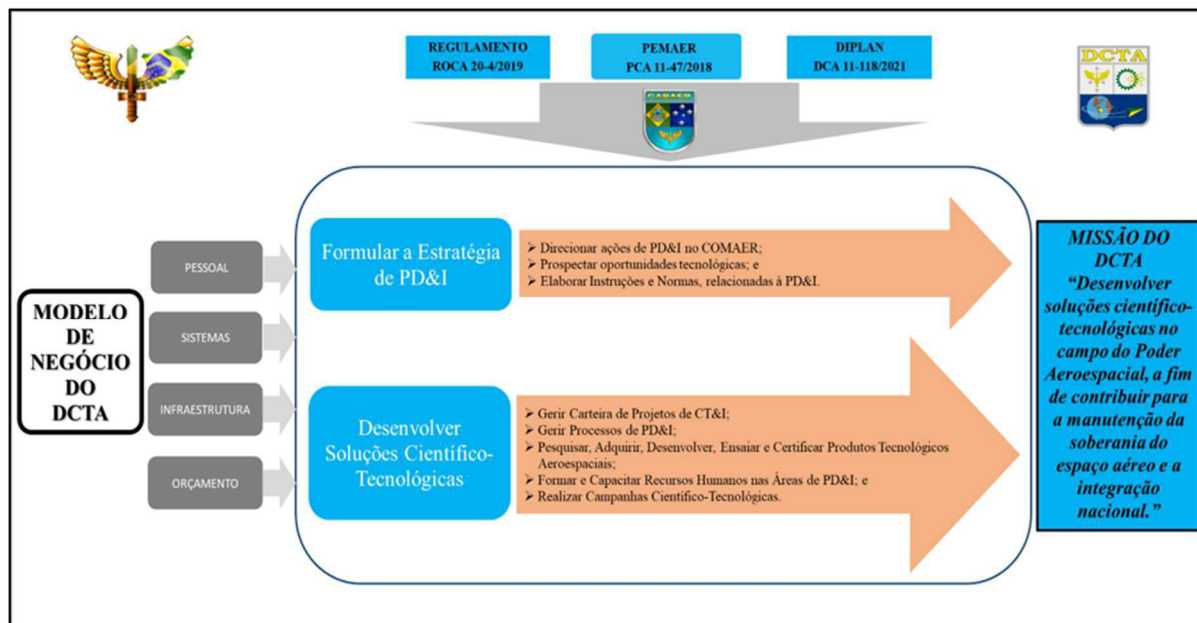 REGULAMENTO
ROCA 20-4/2019
PEMAER
PCA 11-47/2018
DIPLAN
DCA 11-118/2021
DCTA
MODELO
DE
NEGÓCIO
DO
DCTA
PESSOAL
SISTEMAS
INFRAESTRUTURA
ORÇAMENTO
Formular a Estratégia
de PD&I
➢ Direcionar ações de PD&I no COMAER;
➢ Prospectar oportunidades tecnológicas; e
➢ Elaborar Instruções e Normas, relacionadas à PD&I.
Desenvolver
Soluções Científico-
Tecnológicas
➢ Gerir Carteira de Projetos de CT&I;
➢ Gerir Processos de PD&I;
➢ Pesquisar, Adquirir, Desenvolver, Ensaiar e Certificar Produtos Tecnológicos
Aeroespaciais;
➢ Formar e Capacitar Recursos Humanos nas Áreas de PD&I; e
➢ Realizar Campanhas Cientifico-Tecnológicas.
MISSÃO DO
DCTA
“Desenvolver
soluções científico-
tecnológicas no
campo do Poder
Aeroespacial, a fim
de contribuir para
a manutenção da
soberania do
espaço aéreo e a
integração
nacional.”